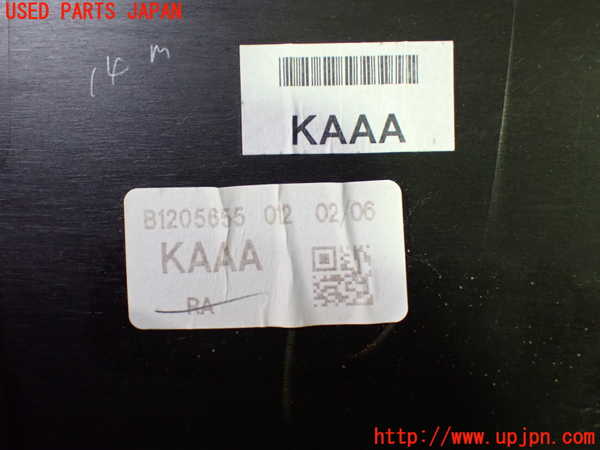 USED PARTS JAPAN
14 m
KAAA
B1205655 012 02/06
KAAA
RA
http://www.upjpn.com